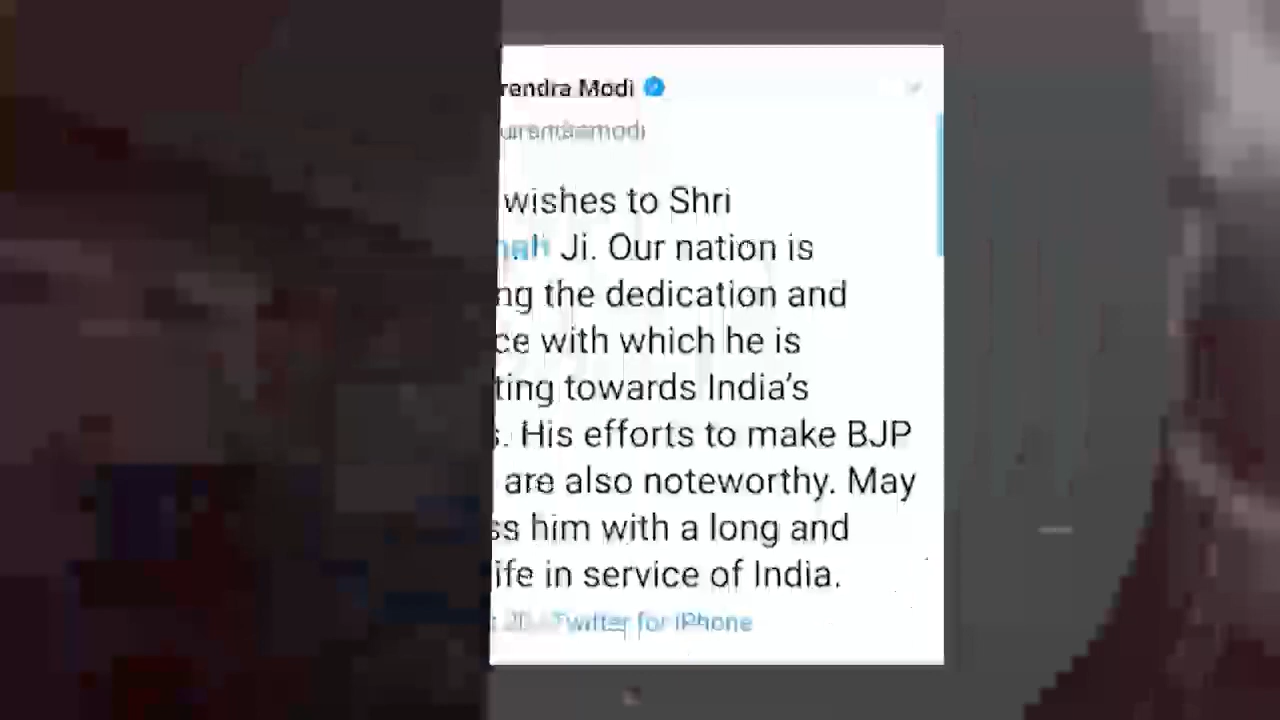 rendra Modi
wishes to Shri
Ji. Our nation is
ng the dedication and
ce with which he is
ting towards India's
s. His efforts to make BJP
are also noteworthy. May
ss him with a long and
ife in service of India.
Twitter for iPhone